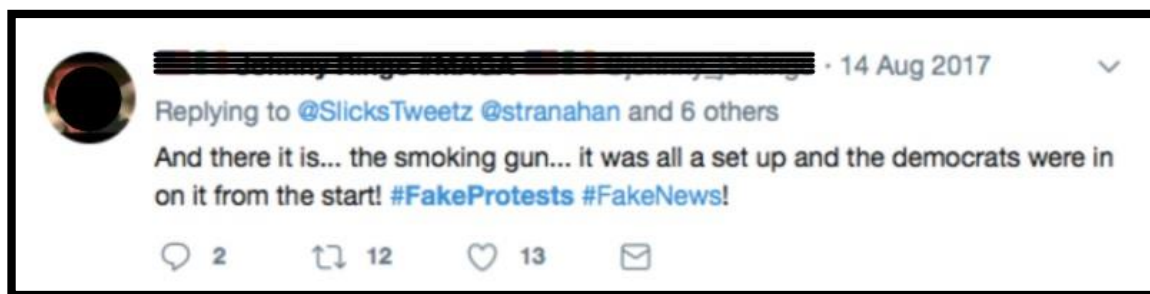 · 14 Aug 2017
Replying to @SlicksTweetz @stranahan and 6 others
And there it is... the smoking gun... it was all a set up and the democrats were in
on it from the start! #FakeProtests #FakeNews!
2 12 13